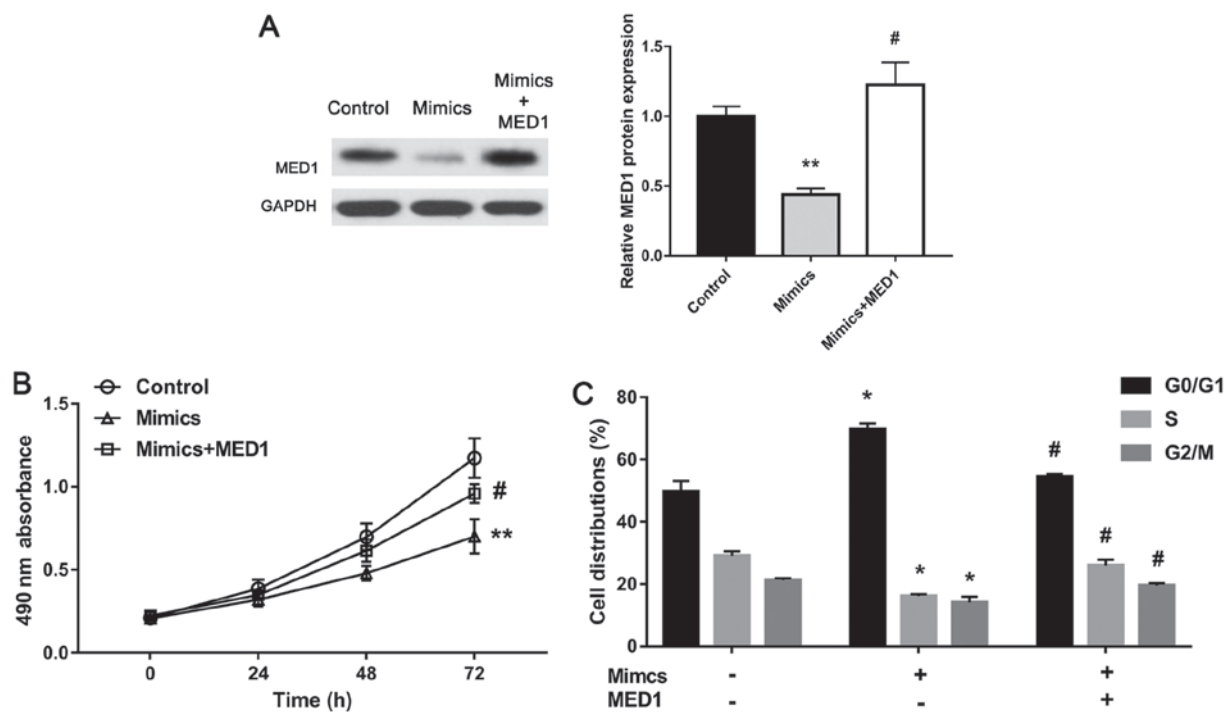 A
Control
Mimics
Mimics
+
MED1
MED1
GAPDH
Relative MED1 protein expression
1.5
1.0
0.5
0.0
**
#
Control
Mimics
Mimics+MED1
B
Control
Mimics
Mimics+MED1
490 nm absorbance
1.5
1.0
0.5
0.0
#
**
0
24
48
72
Time (h)
C
G0/G1
S
G2/M
Cell distributions (%)
80
60
40
20
0
*
*
*
#
#
#
Mimcs - + +
MED1 - - +